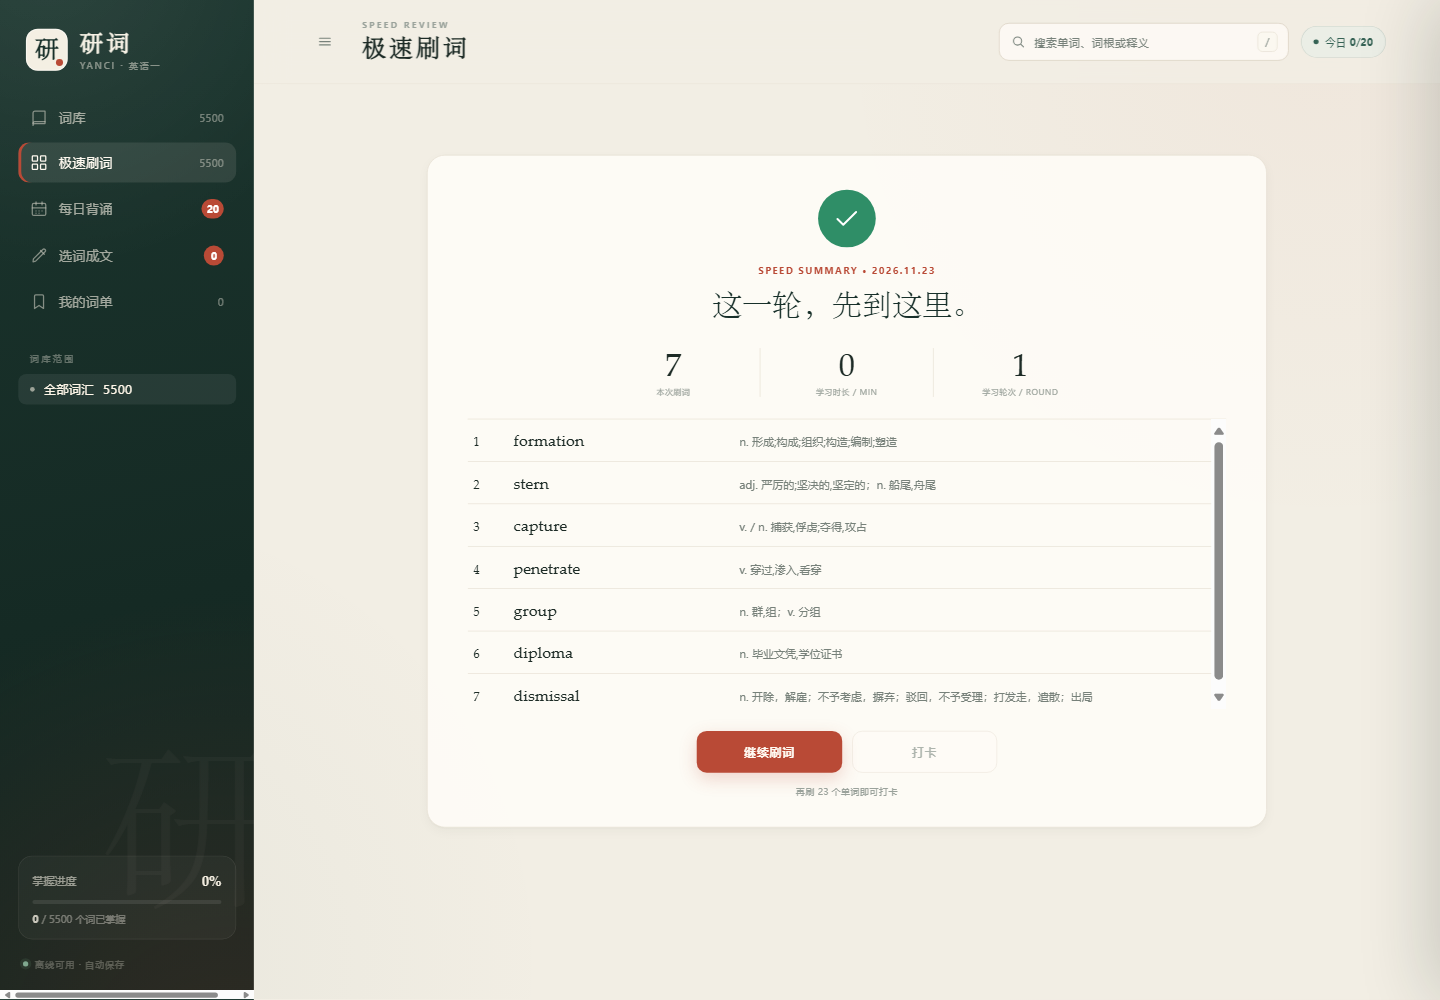 研
研词
YANCI · 英语一
词库 5500
极速刷词 5500
每日背诵 20
选词成文 0
我的词单 0
词库范围
全部词汇 5500
研
掌握进度 0%
0 / 5500 个词已掌握
离线可用 · 自动保存
SPEED REVIEW
极速刷词
搜索单词、词根或释义 /
今日 0/20
SPEED SUMMARY • 2026.11.23
这一轮，先到这里。
7 0 1
本次刷词 学习时长 / MIN 学习轮次 / ROUND
1 formation n. 形成;构成;组织;构造;编制;塑造
2 stern adj. 严厉的;坚决的,坚定的；n. 船尾,舟尾
3 capture v. / n. 捕获,俘虏;夺得,攻占
4 penetrate v. 穿过,渗入,看穿
5 group n. 群,组；v. 分组
6 diploma n. 毕业文凭,学位证书
7 dismissal n. 开除，解雇；不予考虑，摒弃；驳回，不予受理；打发走，遣散；出局
继续刷词 打卡
再刷 23 个单词即可打卡